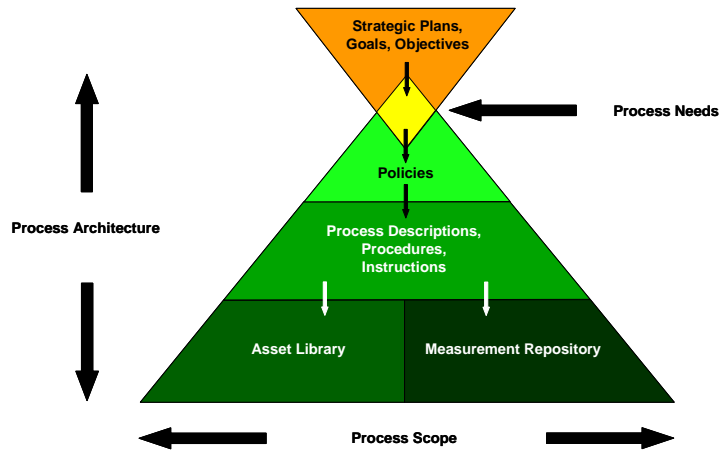 Strategic Plans,
Goals, Objectives
Process Needs
Policies
Process Architecture
Process Descriptions,
Procedures,
Instructions
Asset Library
Measurement Repository
Process Scope